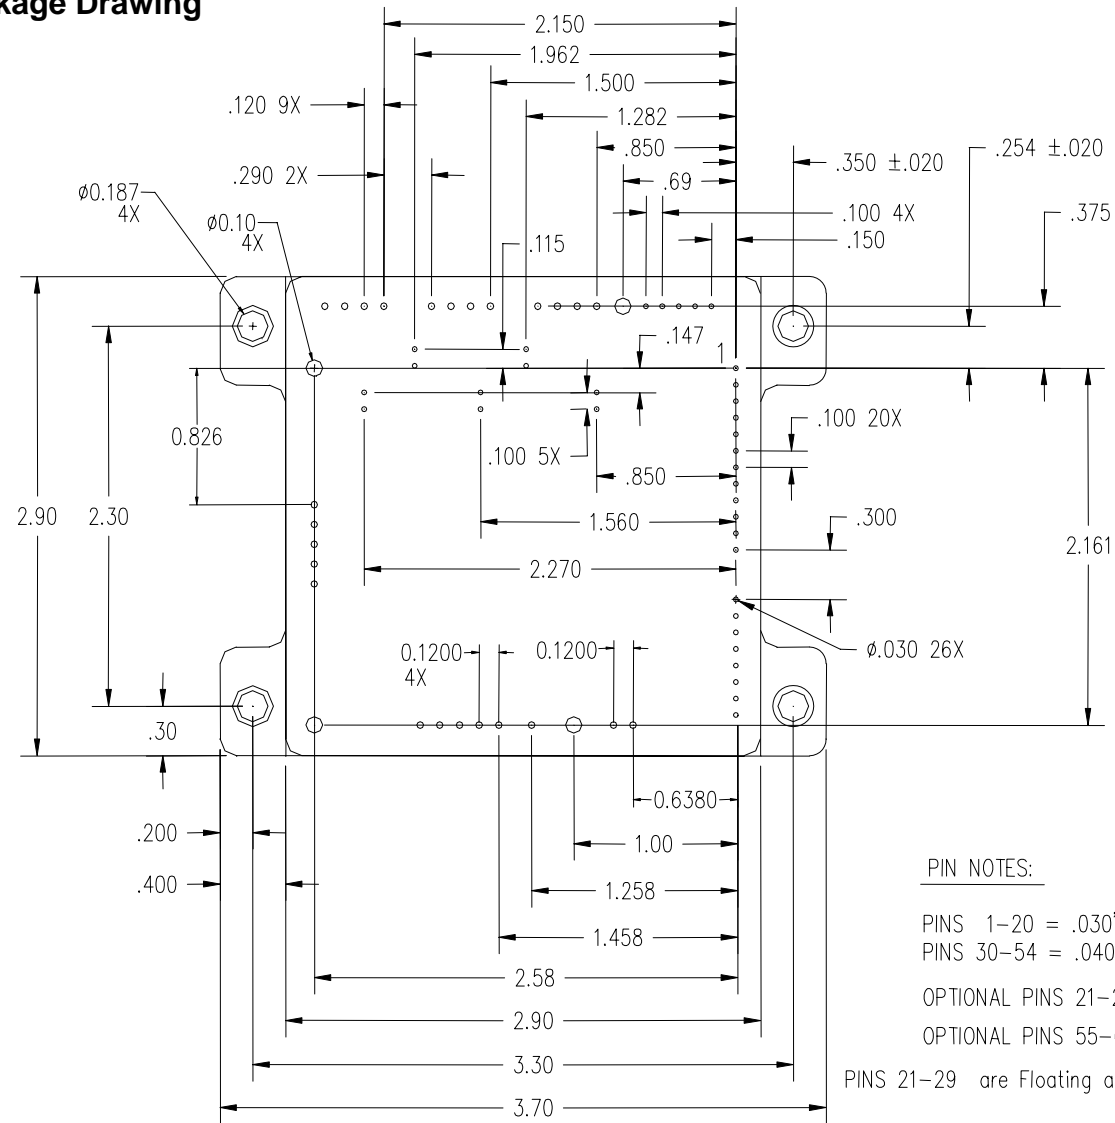 Drawing
2.150
1.962
1.500
.120 9X
1.282
.850
.254 ±.020
.350 ±.020
.290 2X
.69
ø0.187
4X
.100 4X
.375
ø0.10
4X
.115
.150
.147
1
.100 20X
0.826
.100 5X
.850
2.90
2.30
1.560
.300
2.161
2.270
0.1200
4X
0.1200
ø.030 26X
.30
0.6380
.200
1.00
.400
1.258
PIN NOTES:
PINS 1-20 = .030"
1.458
PINS 30-54 = .040
2.58
OPTIONAL PINS
2.90
OPTIONAL PINS
3.30
PINS 21-29 are Floating
3.70